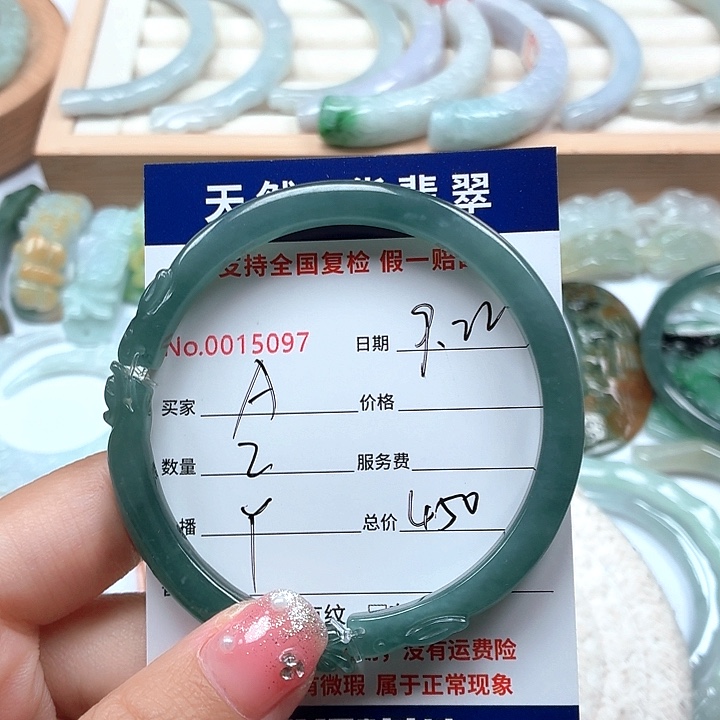 天然 翡翠
支持全国复检 假一赔
No.0015097 日期 9.22
买家 A 价格
数量 2 服务费
播 Y 总价 450
纹
没有运费险
有微瑕 属于正常现象